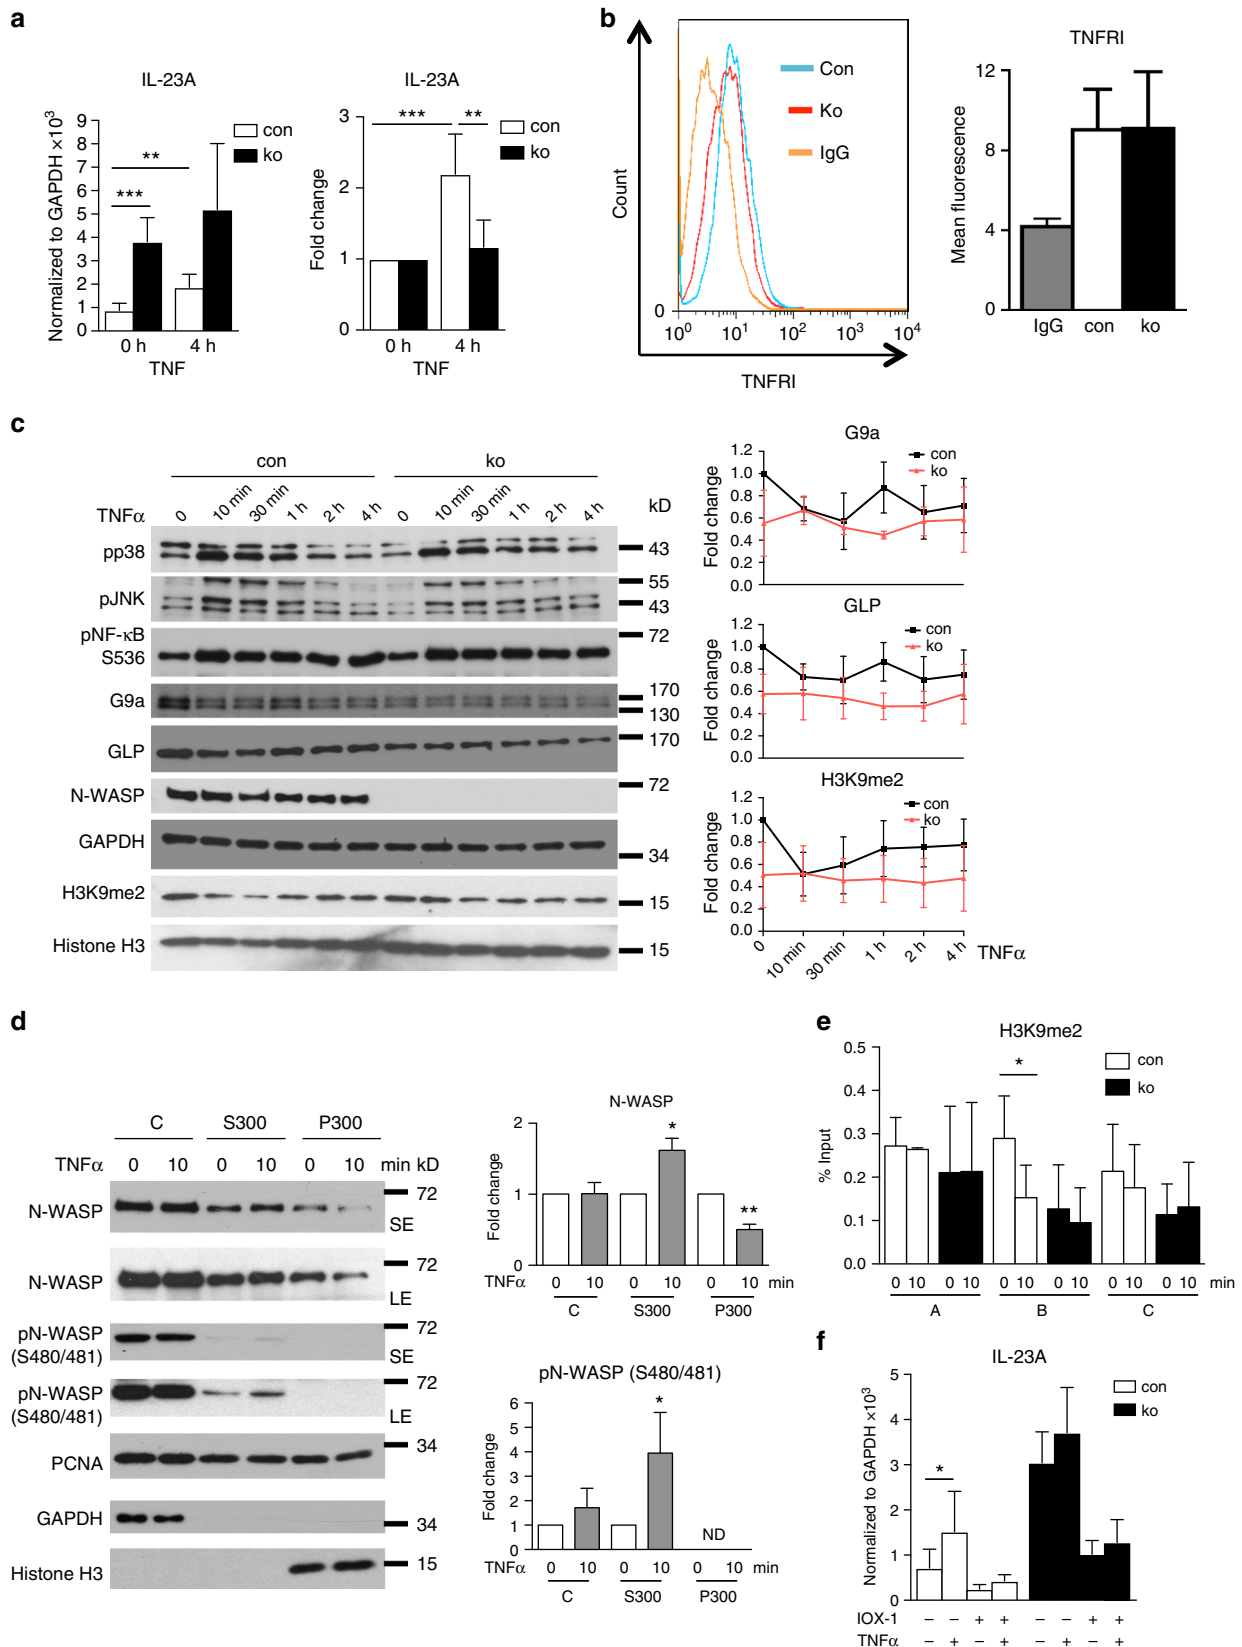 a
IL-23A
Normalized to GAPDH ×10³
9
8
7
6
5
4
3
2
1
0
***
**
con
ko
0 h
4 h
TNF
IL-23A
Fold change
3
2
1
0
***
**
con
ko
0 h
4 h
TNF
b
Count
0
Con
Ko
IgG
10⁰
10¹
10²
10³
10⁴
TNFRI
TNFRI
Mean fluorescence
12
8
4
0
IgG
con
ko
c
con
ko
TNFα
0
10 min
30 min
1 h
2 h
4 h
0
10 min
30 min
1 h
2 h
4 h
kD
pp38
43
pJNK
55
43
pNF-κB
S536
72
G9a
170
130
GLP
170
N-WASP
72
GAPDH
34
H3K9me2
15
Histone H3
15
G9a
Fold change
1.2
1.0
0.8
0.6
0.4
0.2
0.0
con
ko
GLP
Fold change
1.2
1.0
0.8
0.6
0.4
0.2
0.0
con
ko
H3K9me2
Fold change
1.2
1.0
0.8
0.6
0.4
0.2
0
con
ko
0
10 min
30 min
1 h
2 h
4 h
TNFα
d
C
S300
P300
TNFα
0
10
0
10
0
10
min kD
N-WASP
72
SE
N-WASP
72
LE
pN-WASP
(S480/481)
72
SE
pN-WASP
(S480/481)
72
LE
PCNA
34
GAPDH
34
Histone H3
15
N-WASP
Fold change
2
1
0
*
**
TNFα
0
10
0
10
0
10
min
C
S300
P300
pN-WASP (S480/481)
Fold change
6
5
4
3
2
1
0
*
ND
TNFα
0
10
0
10
0
10
min
C
S300
P300
e
H3K9me2
% Input
0.5
0.4
0.3
0.2
0.1
0.0
*
con
ko
0 10 0 10 0 10 0 10 0 10 0 10 min
A
B
C
f
IL-23A
Normalized to GAPDH ×10³
5
4
3
2
1
0
*
con
ko
IOX-1 – – + + – – + +
TNFα – + – + – + – +